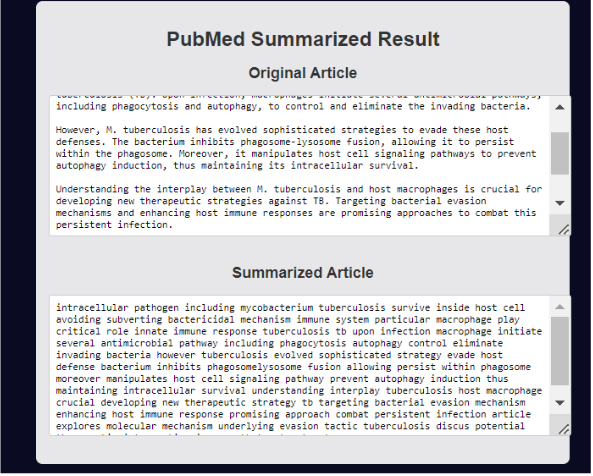 PubMed Summarized Result
Original Article
tuberculosis (TB). Upon infection, macrophages initiate several antimicrobial pathways,
including phagocytosis and autophagy, to control and eliminate the invading bacteria.
However, M. tuberculosis has evolved sophisticated strategies to evade these host
defenses. The bacterium inhibits phagosome-lysosome fusion, allowing it to persist
within the phagosome. Moreover, it manipulates host cell signaling pathways to prevent
autophagy induction, thus maintaining its intracellular survival.
Understanding the interplay between M. tuberculosis and host macrophages is crucial for
developing new therapeutic strategies against TB. Targeting bacterial evasion
mechanisms and enhancing host immune responses are promising approaches to combat this
persistent infection.
Summarized Article
intracellular pathogen including mycobacterium tuberculosis survive inside host cell
avoiding subverting bactericidal mechanism immune system particular macrophage play
critical role innate immune response tuberculosis tb upon infection macrophage initiate
several antimicrobial pathway including phagocytosis autophagy control eliminate
invading bacteria however tuberculosis evolved sophisticated strategy evade host
defense bacterium inhibits phagosomelysosome fusion allowing persist within phagosome
moreover manipulates host cell signaling pathway prevent autophagy induction thus
maintaining intracellular survival understanding interplay tuberculosis host macrophage
crucial developing new therapeutic strategy tb targeting bacterial evasion mechanism
enhancing host immune response promising approach combat persistent infection article
explores molecular mechanism underlying evasion tactic tuberculosis discus potential